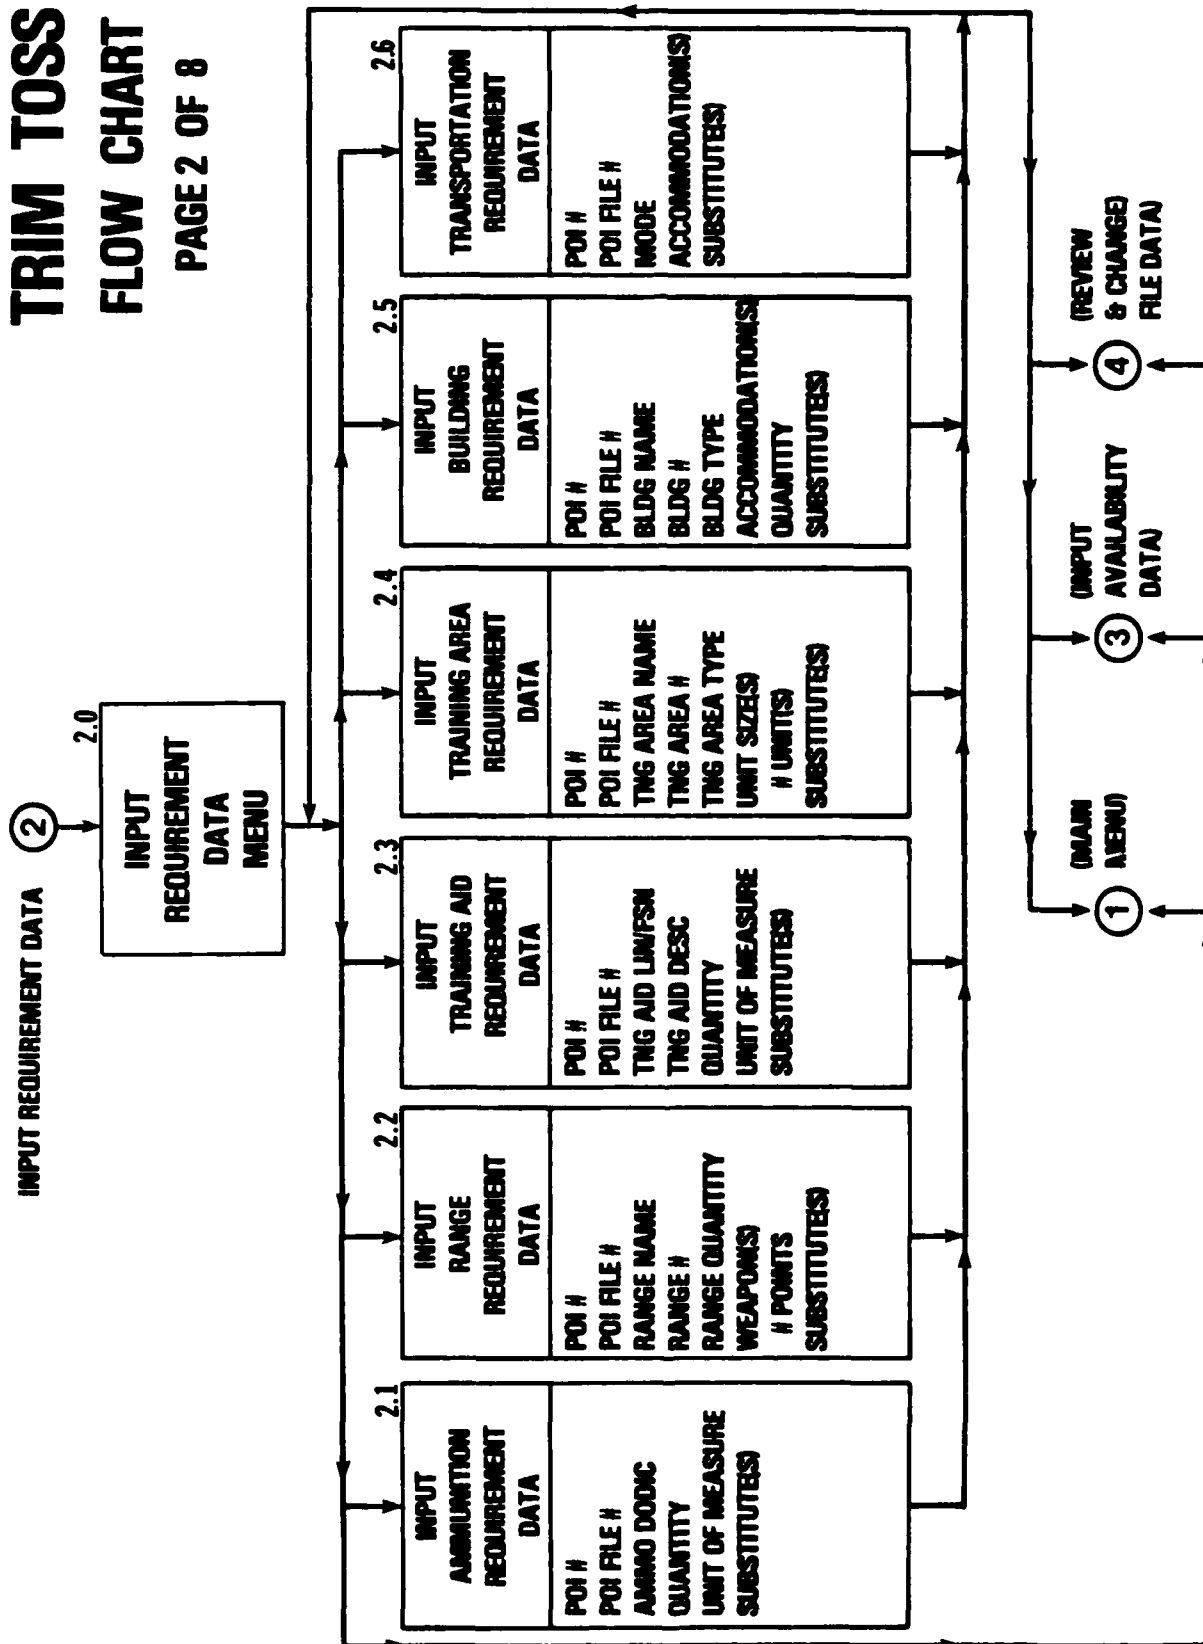 TRIM TOSS
FLOW CHART
PAGE 2 OF 8
INPUT REQUIREMENT DATA
2
2.0
INPUT
REQUIREMENT
DATA
MENU
2.1
INPUT
AMMUNITION
REQUIREMENT
DATA
POI #
POI FILE #
AMMO DODIC
QUANTITY
UNIT OF MEASURE
SUBSTITUTE(S)
2.2
INPUT
RANGE
REQUIREMENT
DATA
POI #
POI FILE #
RANGE NAME
RANGE #
RANGE QUANTITY
WEAPON(S)
# POINTS
SUBSTITUTE(S)
2.3
INPUT
TRAINING AID
REQUIREMENT
DATA
POI #
POI FILE #
TNG AID LIN/FSN
TNG AID DESC
QUANTITY
UNIT OF MEASURE
SUBSTITUTE(S)
2.4
INPUT
TRAINING AREA
REQUIREMENT
DATA
POI #
POI FILE #
TNG AREA NAME
TNG AREA #
TNG AREA TYPE
UNIT SIZE(S)
# UNIT(S)
SUBSTITUTE(S)
2.5
INPUT
BUILDING
REQUIREMENT
DATA
POI #
POI FILE #
BLDG NAME
BLDG #
BLDG TYPE
ACCOMMODATION(S)
QUANTITY
SUBSTITUTE(S)
2.6
INPUT
TRANSPORTATION
REQUIREMENT
DATA
POI #
POI FILE #
MODE
ACCOMMODATION(S)
SUBSTITUTE(S)
1
(MAIN
MENU)
3
(INPUT
AVAILABILITY
DATA)
4
(REVIEW
& CHANGE)
FILE DATA)